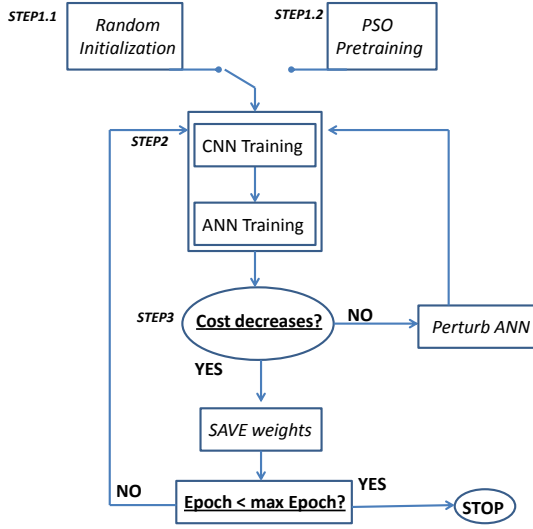 STEP1.1
Random
Initialization
STEP1.2
PSO
Pretraining
STEP2
CNN Training
ANN Training
STEP3
Cost decreases?
NO
Perturb ANN
YES
SAVE weights
NO
Epoch < max Epoch?
YES
STOP